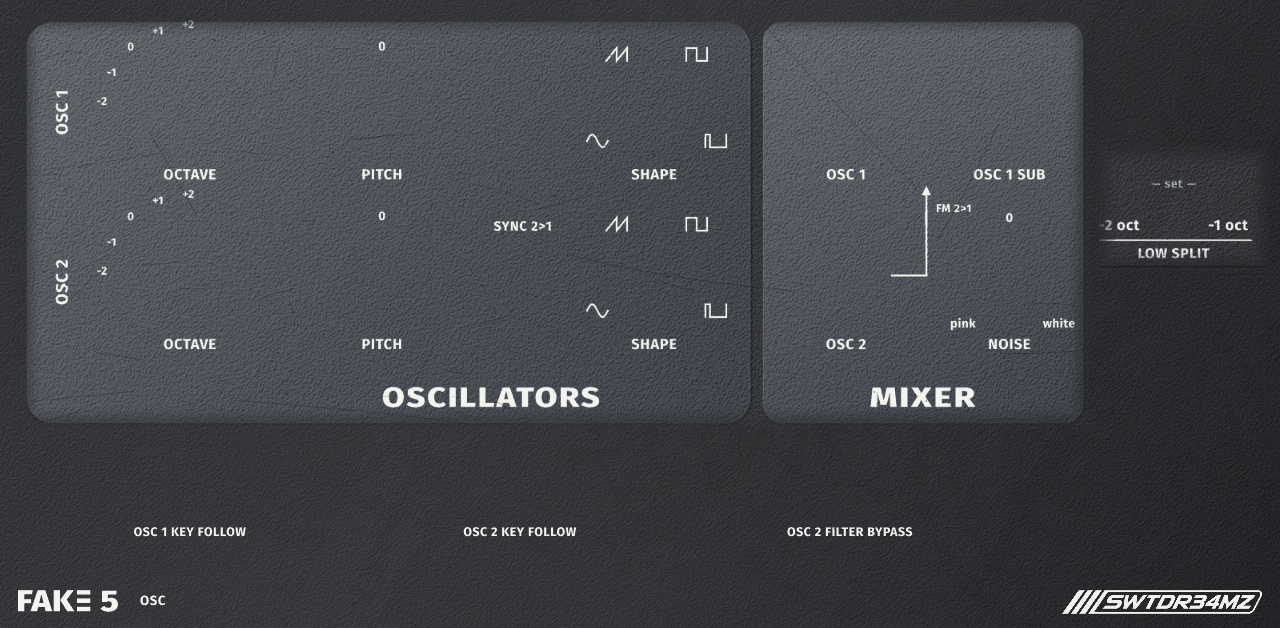 +1 +2
0 0
-1
-2
OSC 1
OCTAVE PITCH SHAPE
+1 +2
0 0
-1
-2
SYNC 2>1
OSC 2
OCTAVE PITCH SHAPE
OSCILLATORS
OSC 1 OSC 1 SUB
FM 2>1
0
pink white
OSC 2 NOISE
MIXER
– set –
-2 oct -1 oct
LOW SPLIT
OSC 1 KEY FOLLOW OSC 2 KEY FOLLOW OSC 2 FILTER BYPASS
FAKE 5 OSC
SWTDR34MZ